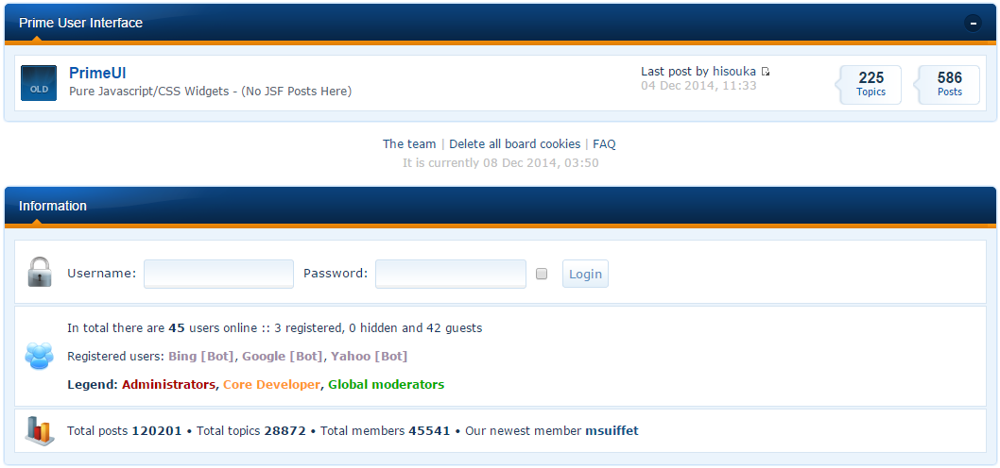 Prime User Interface
-
OLD
PrimeUI
Pure Javascript/CSS Widgets - (No JSF Posts Here)
Last post by hisouka
04 Dec 2014, 11:33
225
Topics
586
Posts
The team | Delete all board cookies | FAQ
It is currently 08 Dec 2014, 03:50
Information
Username: Password: Login
In total there are 45 users online :: 3 registered, 0 hidden and 42 guests
Registered users: Bing [Bot], Google [Bot], Yahoo [Bot]
Legend: Administrators, Core Developer, Global moderators
Total posts 120201 • Total topics 28872 • Total members 45541 • Our newest member msuiffet